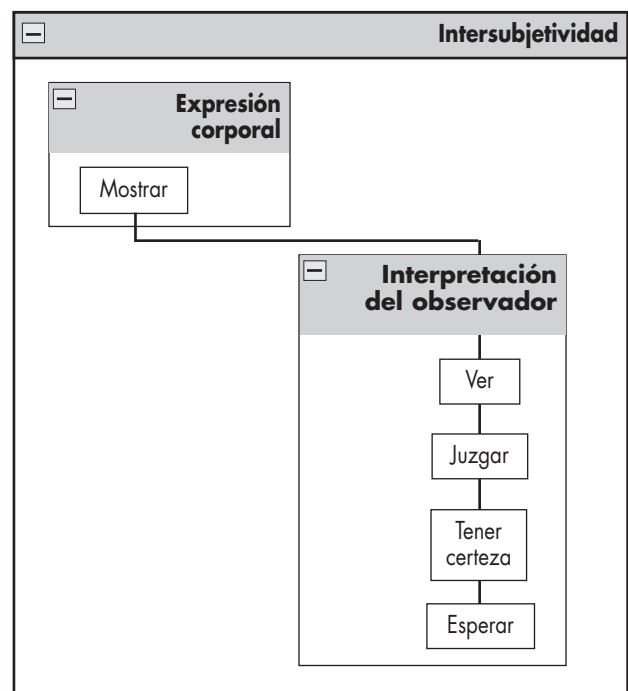 Intersubjetividad
Expresión
corporal
Mostrar
Interpretación
del observador
Ver
Juzgar
Tener
certeza
Esperar